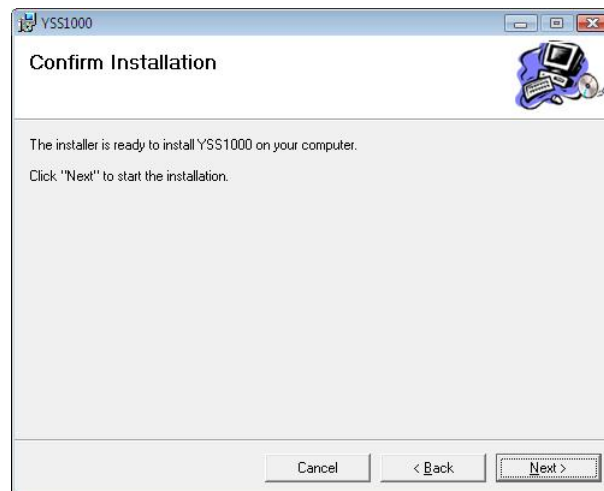 YSS1000
Confirm Installation
The installer is ready to install YSS1000 on your computer.
Click "Next" to start the installation.
Cancel
< Back
Next >